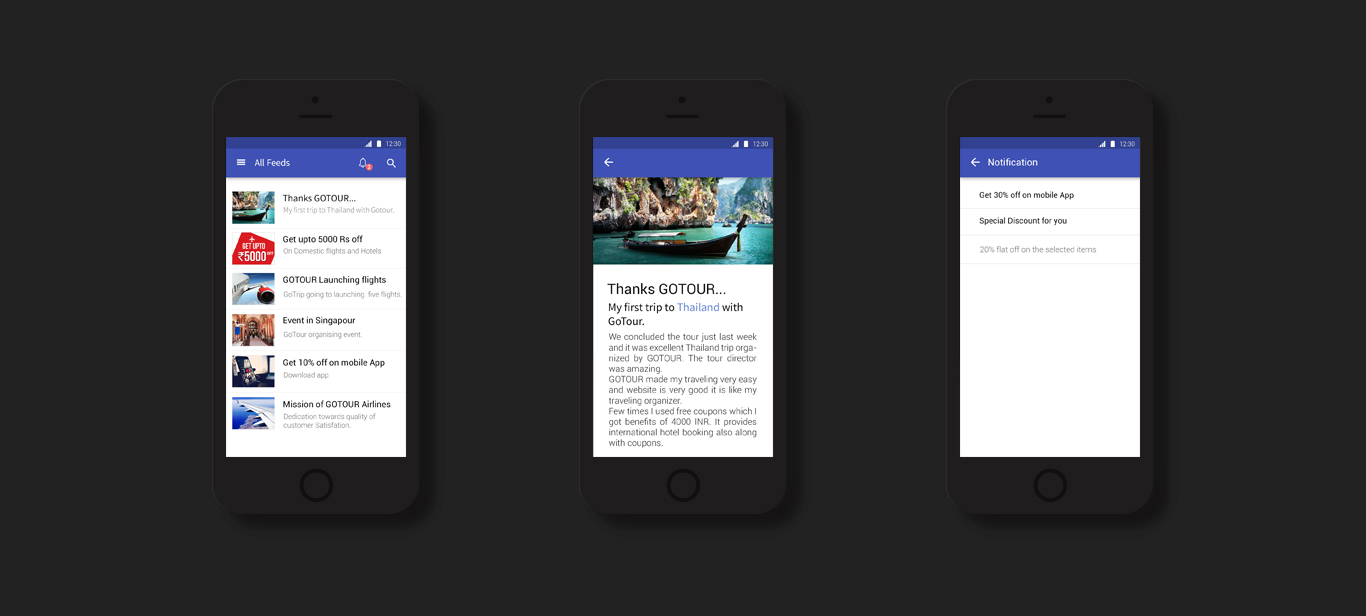 12:30
All Feeds
2
Thanks GOTOUR...
My first trip to Thailand with Gotour.
GET UPTO
₹5000 OFF
Get upto 5000 Rs off
On Domestic flights and Hotels
GOTOUR Launching flights
GoTrip going to launching five flights.
Event in Singapour
GoTour organising event.
Get 10% off on mobile App
Download app
Mission of GOTOUR Airlines
Dedication towards quality of
customer Satisfation.
12:30
Thanks GOTOUR...
My first trip to Thailand with
GoTour.
We concluded the tour just last week
and it was excellent Thailand trip orga-
nized by GOTOUR. The tour director
was amazing.
GOTOUR made my traveling very easy
and website is very good it is like my
traveling organizer.
Few times I used free coupons which I
got benefits of 4000 INR. It provides
international hotel booking also along
with coupons.
12:30
Notification
Get 30% off on mobile App
Special Discount for you
20% flat off on the selected items